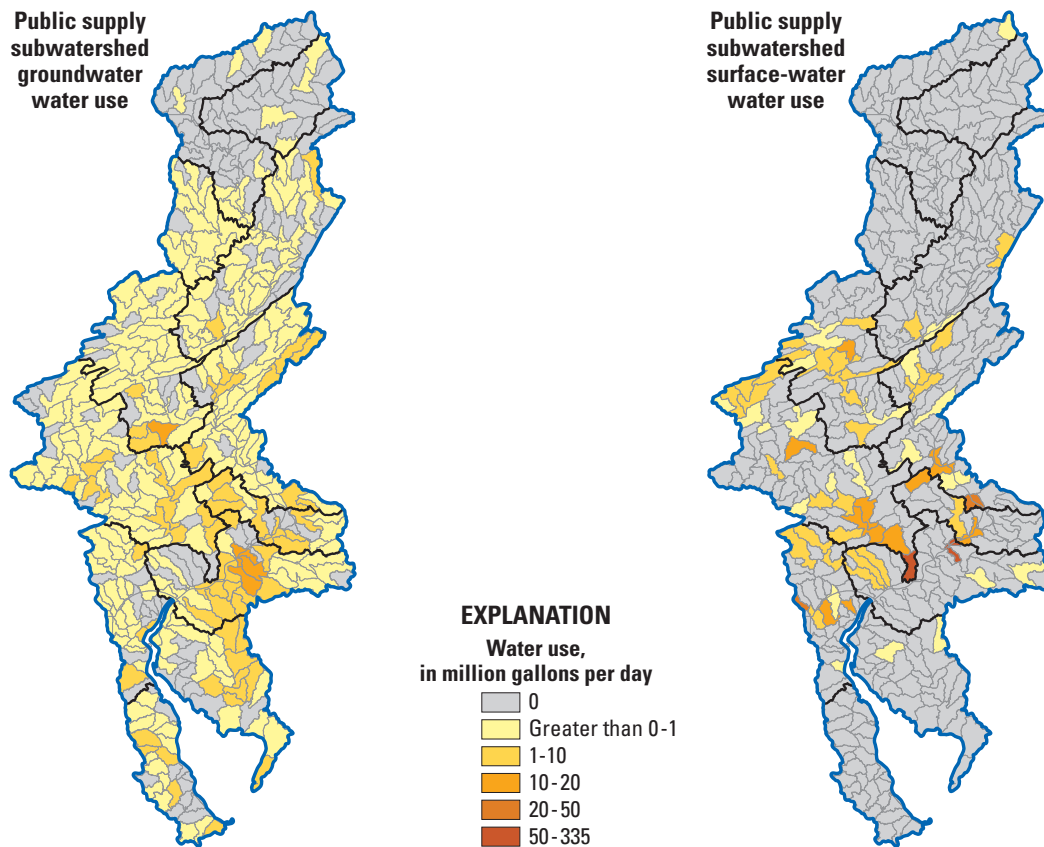 Public supply
subwatershed
groundwater
water use
Public supply
subwatershed
surface-water
water use
EXPLANATION
Water use,
in million gallons per day
0
Greater than 0-1
1-10
10-20
20-50
50-335